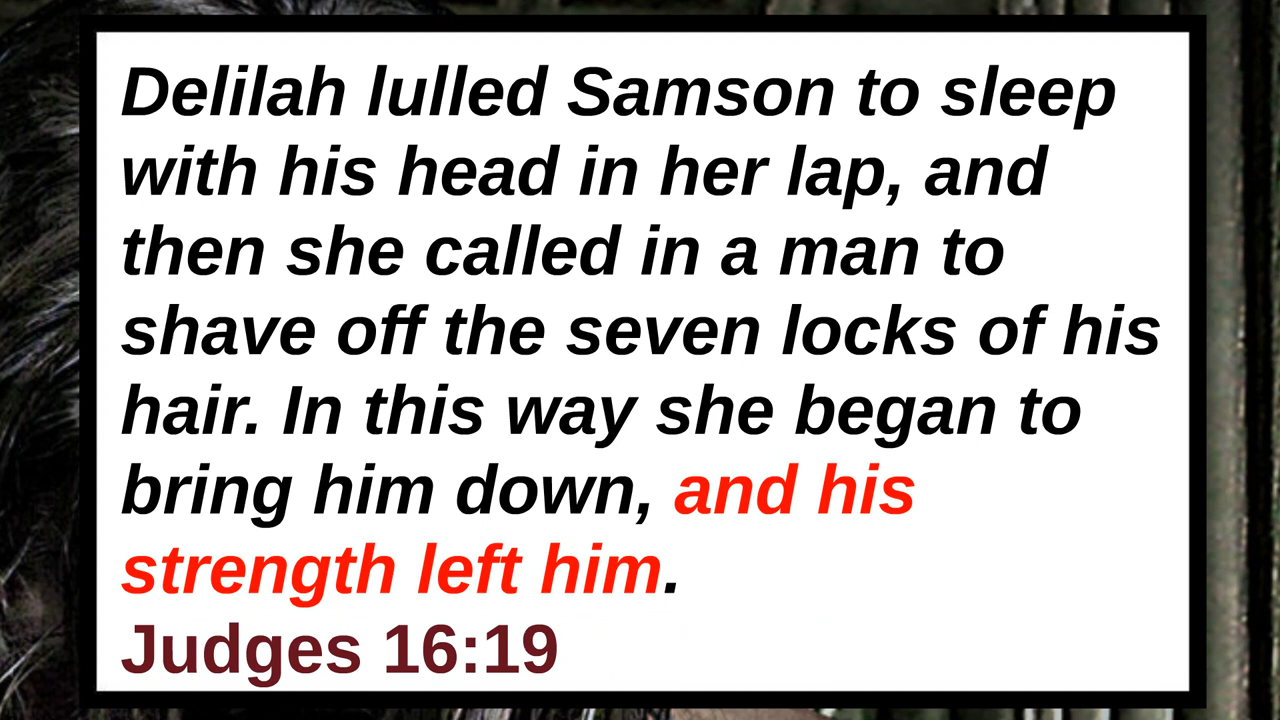 Delilah lulled Samson to sleep
with his head in her lap, and
then she called in a man to
shave off the seven locks of his
hair. In this way she began to
bring him down, and his
strength left him.
Judges 16:19